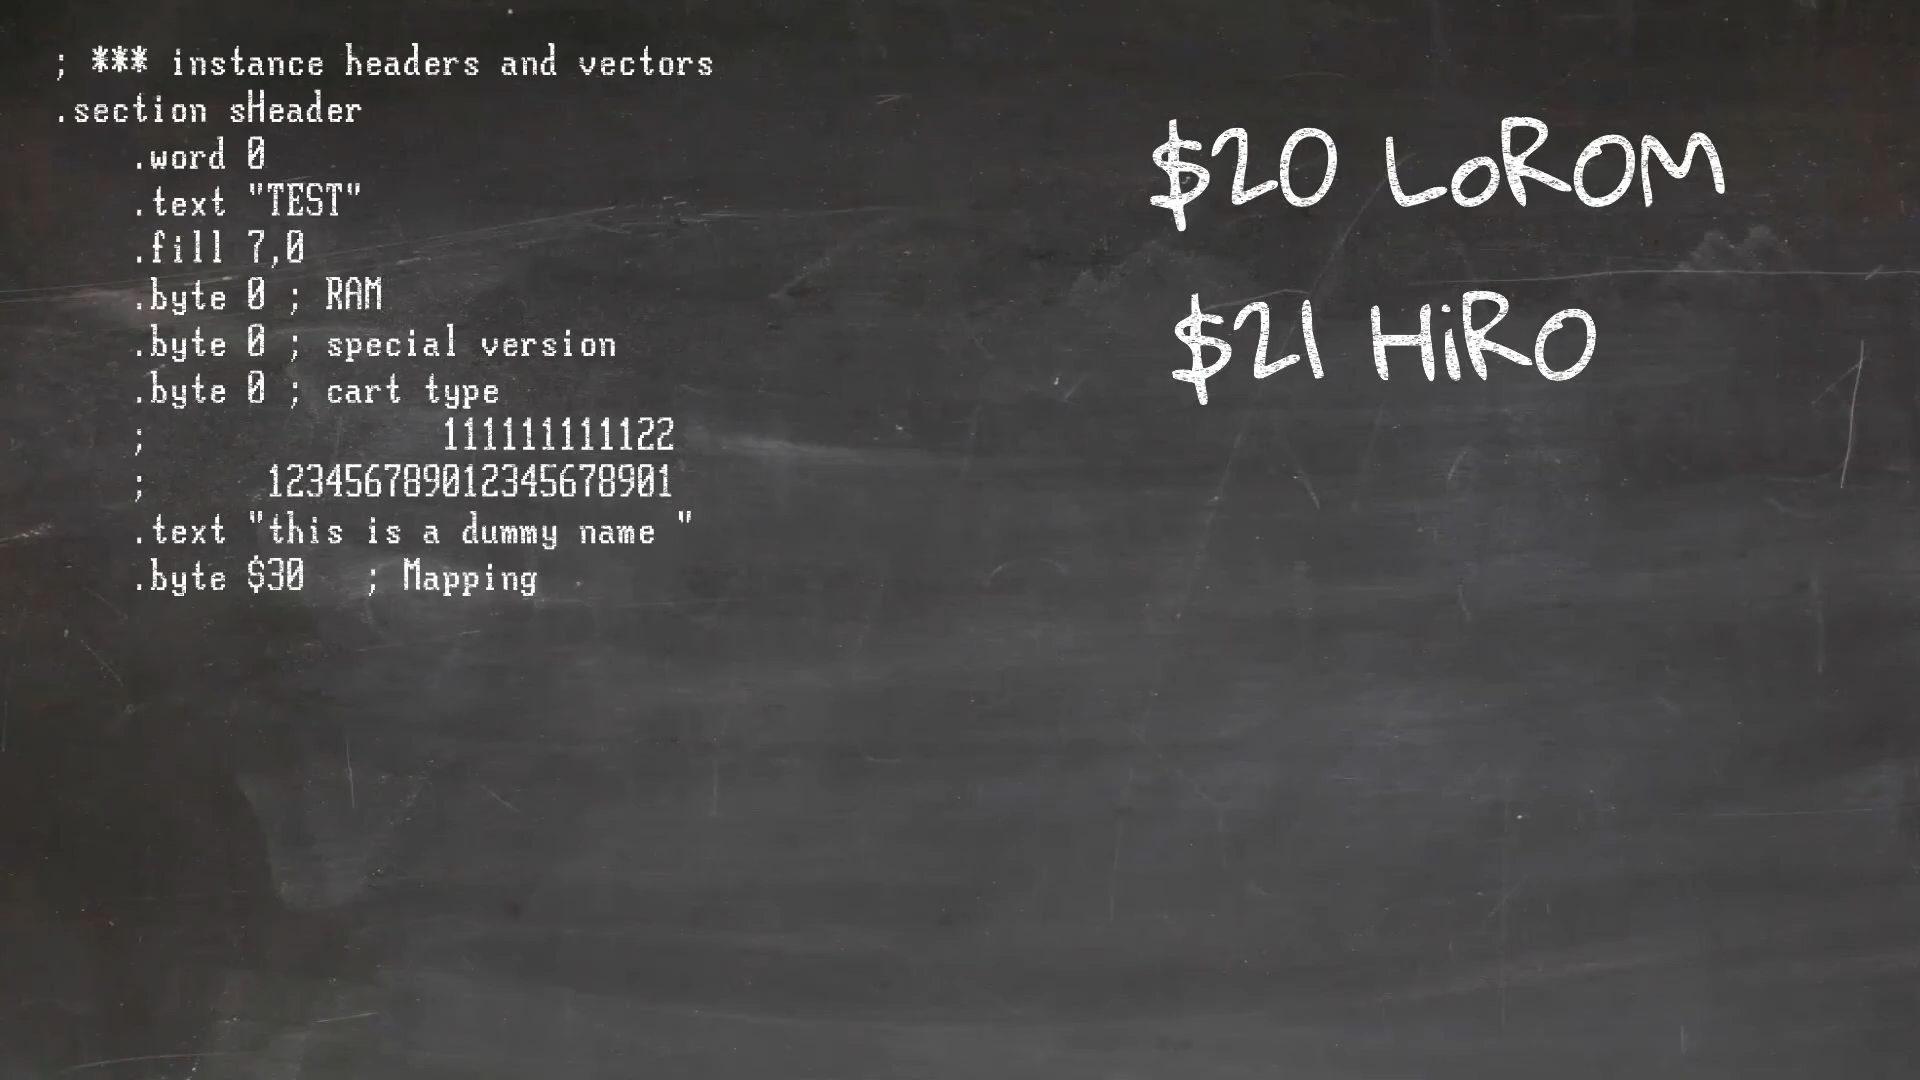 ; *** instance headers and vectors
.section sHeader
    .word 0
    .text "TEST"
    .fill 7,0
    .byte 0 ; RAM
    .byte 0 ; special version
    .byte 0 ; cart type
    ;               111111111122
    ;      123456789012345678901
    .text "this is a dummy name "
    .byte $30   ; Mapping
$20 LoROM
$21 HiRO